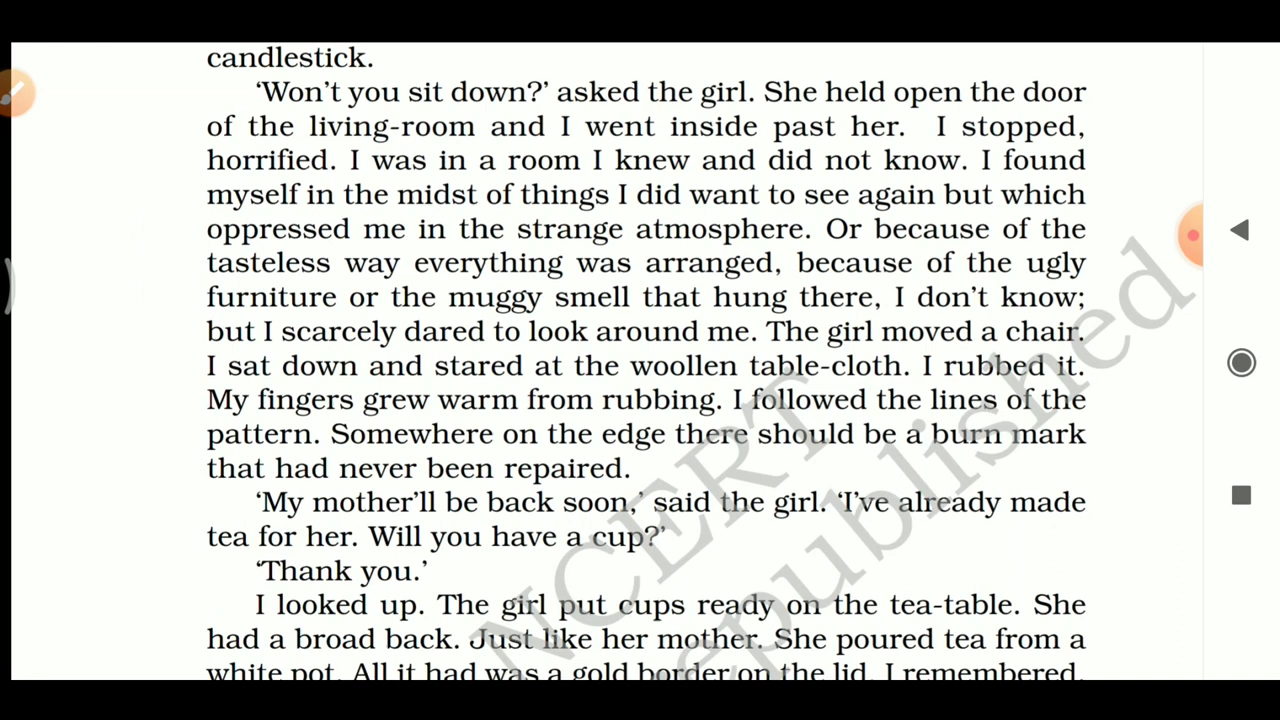 candlestick.
‘Won’t you sit down?’ asked the girl. She held open the door
of the living-room and I went inside past her. I stopped,
horrified. I was in a room I knew and did not know. I found
myself in the midst of things I did want to see again but which
oppressed me in the strange atmosphere. Or because of the
tasteless way everything was arranged, because of the ugly
furniture or the muggy smell that hung there, I don’t know;
but I scarcely dared to look around me. The girl moved a chair.
I sat down and stared at the woollen table-cloth. I rubbed it.
My fingers grew warm from rubbing. I followed the lines of the
pattern. Somewhere on the edge there should be a burn mark
that had never been repaired.
‘My mother’ll be back soon,’ said the girl. ‘I’ve already made
tea for her. Will you have a cup?’
‘Thank you.’
I looked up. The girl put cups ready on the tea-table. She
had a broad back. Just like her mother. She poured tea from a
white pot. All it had was a gold border on the lid, I remembered.
NCERT
republished